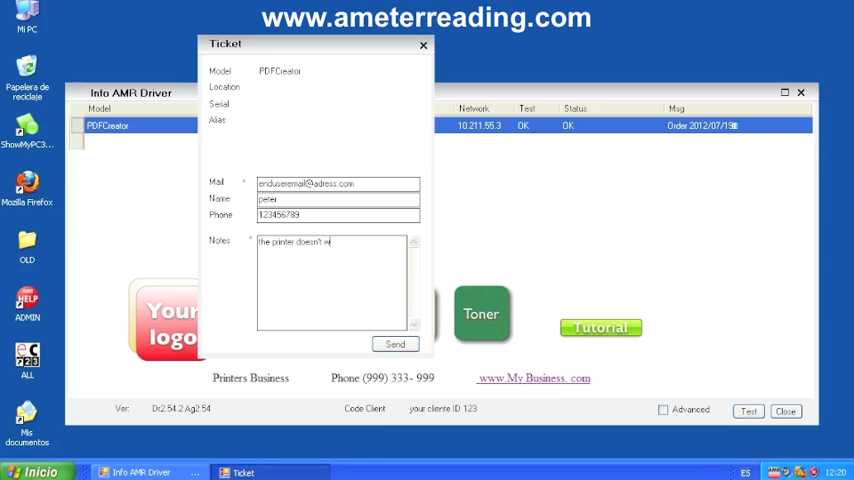 www.ameterreading.com
Mi PC
Papelera de
reciclaje
ShowMyPC3...
Mozilla Firefox
OLD
HELP
ADMIN
ALL
Mis
documentos
Ticket
Model PDFCreator
Location
Serial
Alias
Mail * enduseremail@adress.com
Name peter
Phone 123456789
Notes * the printer doesn't w
Send
Info AMR Driver
Model Network Test Status Msg
PDFCreator 10.211.55.3 OK OK Order 2012/07/19
Your
logo
Toner
Tutorial
Printers Business Phone (999) 333- 999 www.My Business. com
Ver: Dr2.54.2 Ag2.54 Code Client your cliente ID 123 Advanced Test Close
Inicio Info AMR Driver ... Ticket ES 12:20